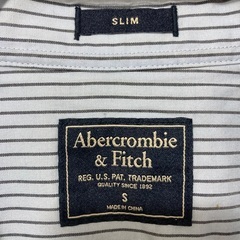 SLIM
Abercrombie
& Fitch
REG. U.S. PAT. TRADEMARK
QUALITY SINCE 1892
S
MADE IN CHINA